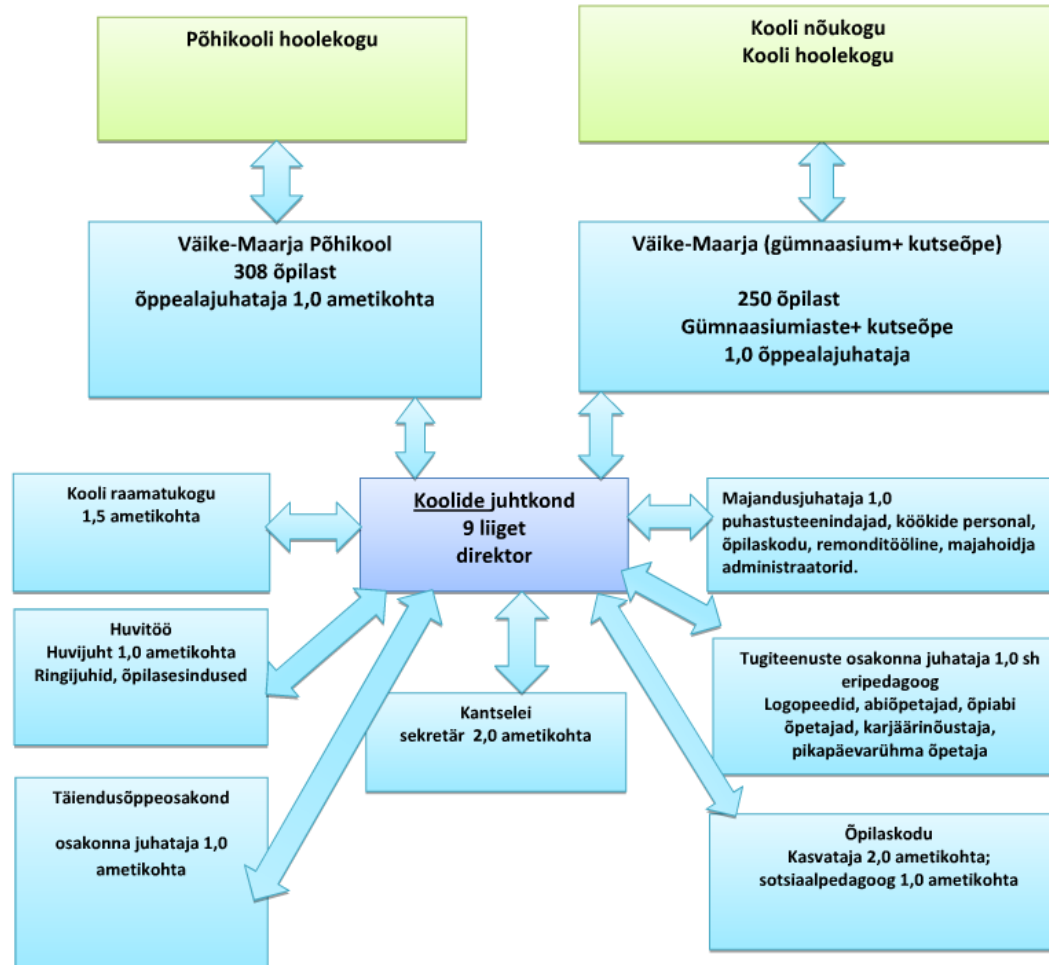 Põhikooli hoolekogu
Kooli nõukogu
Kooli hoolekogu
Väike-Maarja Põhikool
308 õpilast
õppealajuhataja 1,0 ametikohta
Väike-Maarja (gümnaasium+ kutseõpe)
250 õpilast
Gümnaasiumiaste+ kutseõpe
1,0 õppealajuhataja
Kooli raamatukogu
1,5 ametikohta
Koolide juhtkond
9 liiget
direktor
Majandusjuhataja 1,0
puhastusteenindajad, köökide personal,
õpilaskodu, remonditööline, majahoidja
administraatorid.
Huvitöö
Huvijuht 1,0 ametikohta
Ringijuhid, õpilasesindused
Kantselei
sekretär 2,0 ametikohta
Tugiteenuste osakonna juhataja 1,0 sh
eripedagoog
Logopeedid, abiõpetajad, õpiabi
õpetajad, karjäärinõustaja,
pikapäevarühma õpetaja
Täiendusõppeosakond
osakonna juhataja 1,0
ametikohta
Õpilaskodu
Kasvataja 2,0 ametikohta;
sotsiaalpedagoog 1,0 ametikohta